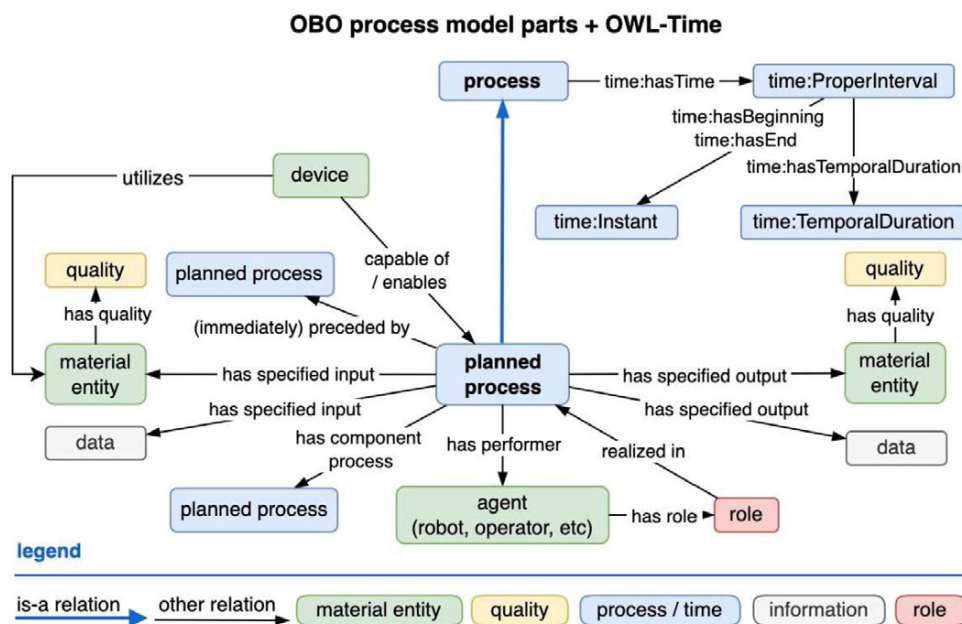 OBO process model parts + OWL-Time
process
time:hasTime
time:ProperInterval
time:hasBeginning
time:hasEnd
time:hasTemporalDuration
time:Instant
time:TemporalDuration
utilizes
device
capable of
/ enables
quality
has quality
material
entity
planned process
(immediately) preceded by
planned
process
has specified input
has specified input
data
has component
process
planned process
has performer
agent
(robot, operator, etc)
has role
role
realized in
has specified output
has specified output
quality
has quality
material
entity
data
legend
is-a relation
other relation
material entity
quality
process / time
information
role